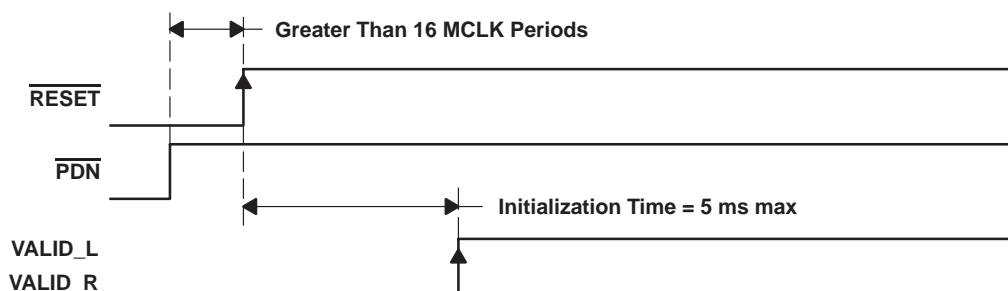 Greater Than 16 MCLK Periods
RESET
PDN
Initialization Time = 5 ms max
VALID_L
VALID_R